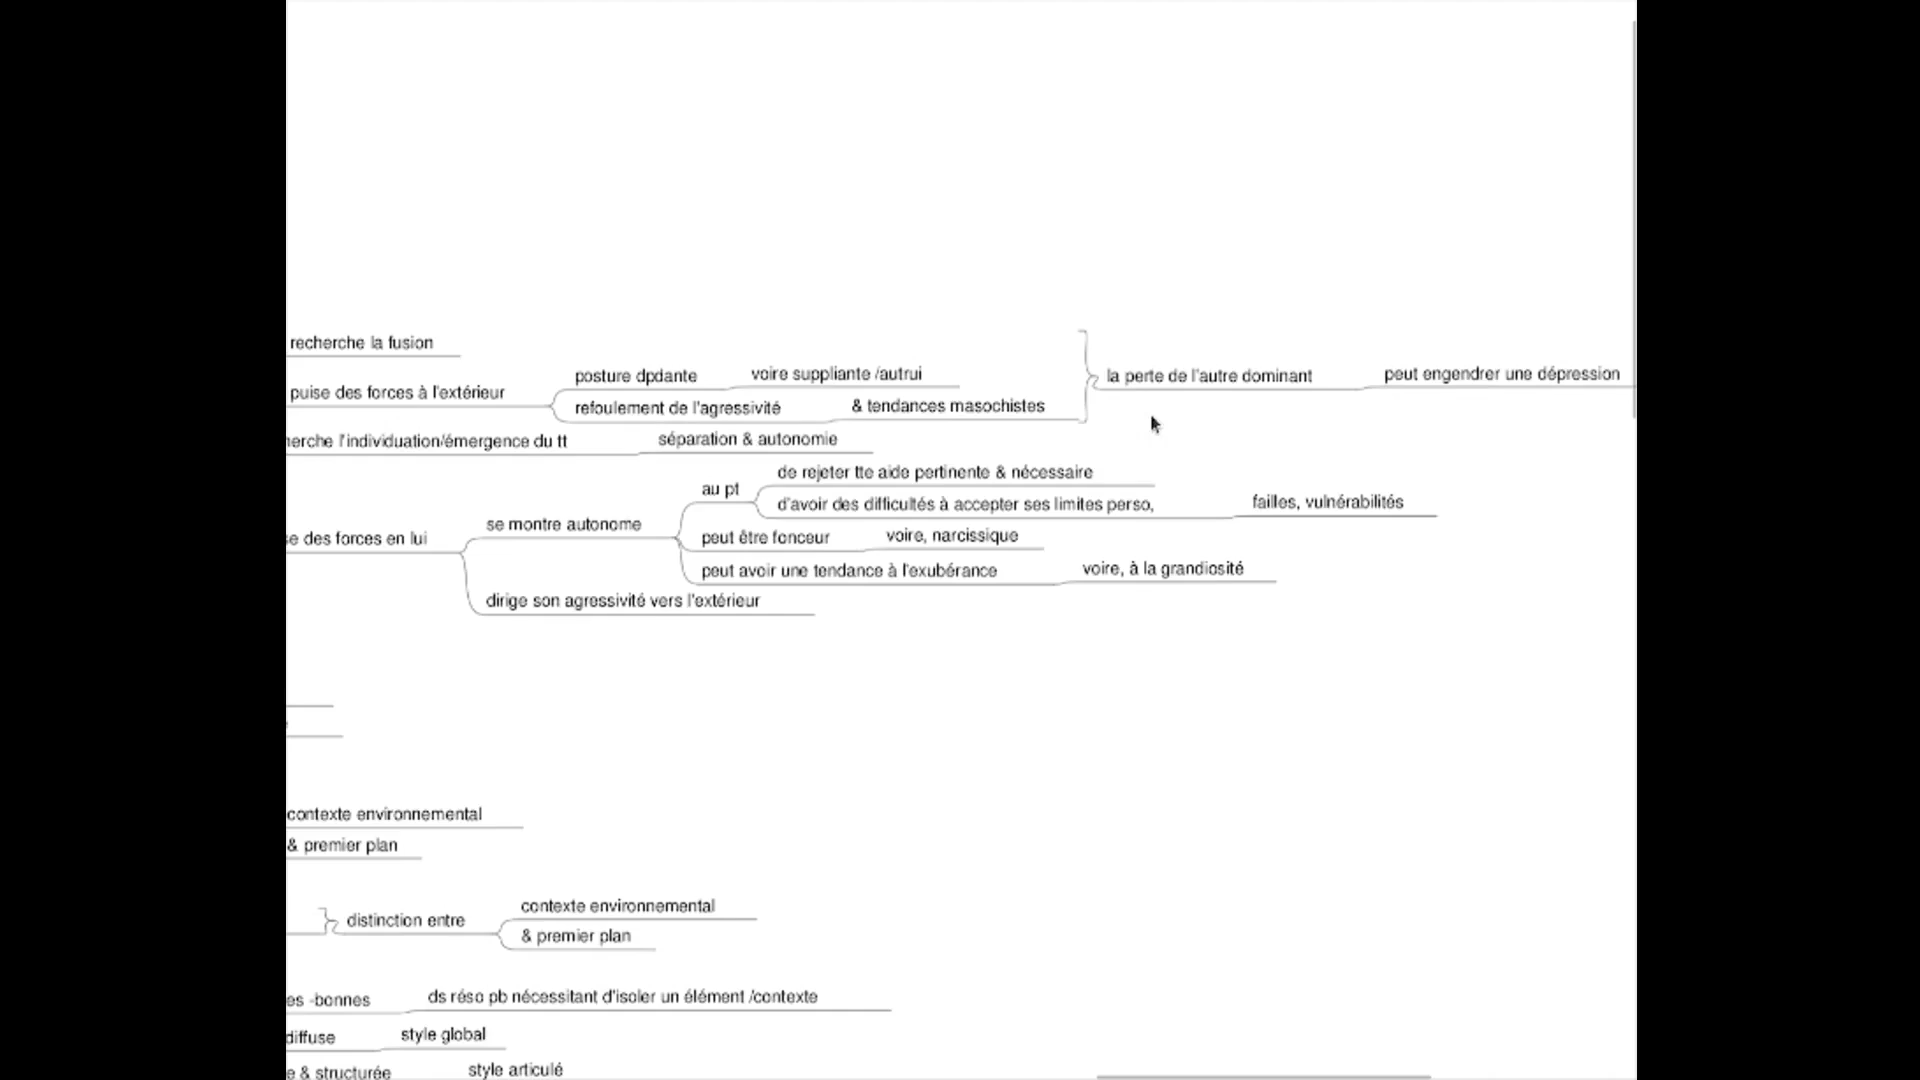 recherche la fusion
puise des forces à l'extérieur
posture dpdante
voire suppliante /autrui
refoulement de l'agressivité
& tendances masochistes
la perte de l'autre dominant
peut engendrer une dépression
herche l'individuation/émergence du tt
séparation & autonomie
se des forces en lui
se montre autonome
au pt
de rejeter tte aide pertinente & nécessaire
d'avoir des difficultés à accepter ses limites perso,
failles, vulnérabilités
peut être fonceur
voire, narcissique
peut avoir une tendance à l'exubérance
voire, à la grandiosité
dirige son agressivité vers l'extérieur
contexte environnemental
& premier plan
distinction entre
contexte environnemental
& premier plan
es -bonnes
ds réso pb nécessitant d'isoler un élément /contexte
diffuse
style global
e & structurée
style articulé